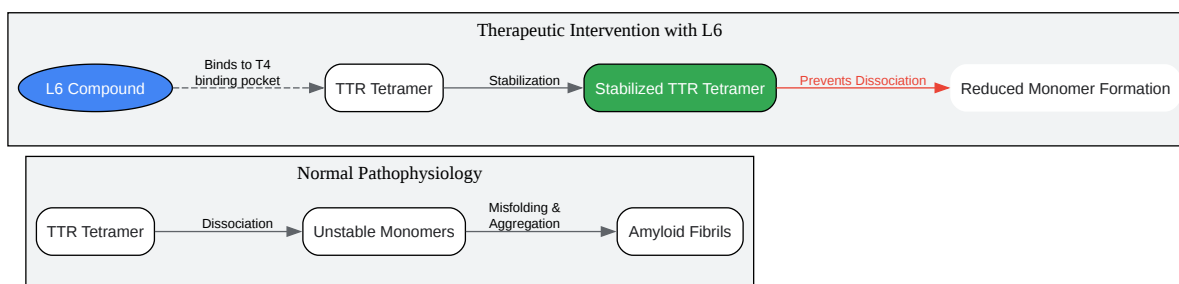 Therapeutic Intervention with L6
L6 Compound
Binds to T4
binding pocket
TTR Tetramer
Stabilization
Stabilized TTR Tetramer
Prevents Dissociation
Reduced Monomer Formation
Normal Pathophysiology
TTR Tetramer
Dissociation
Unstable Monomers
Misfolding &
Aggregation
Amyloid Fibrils